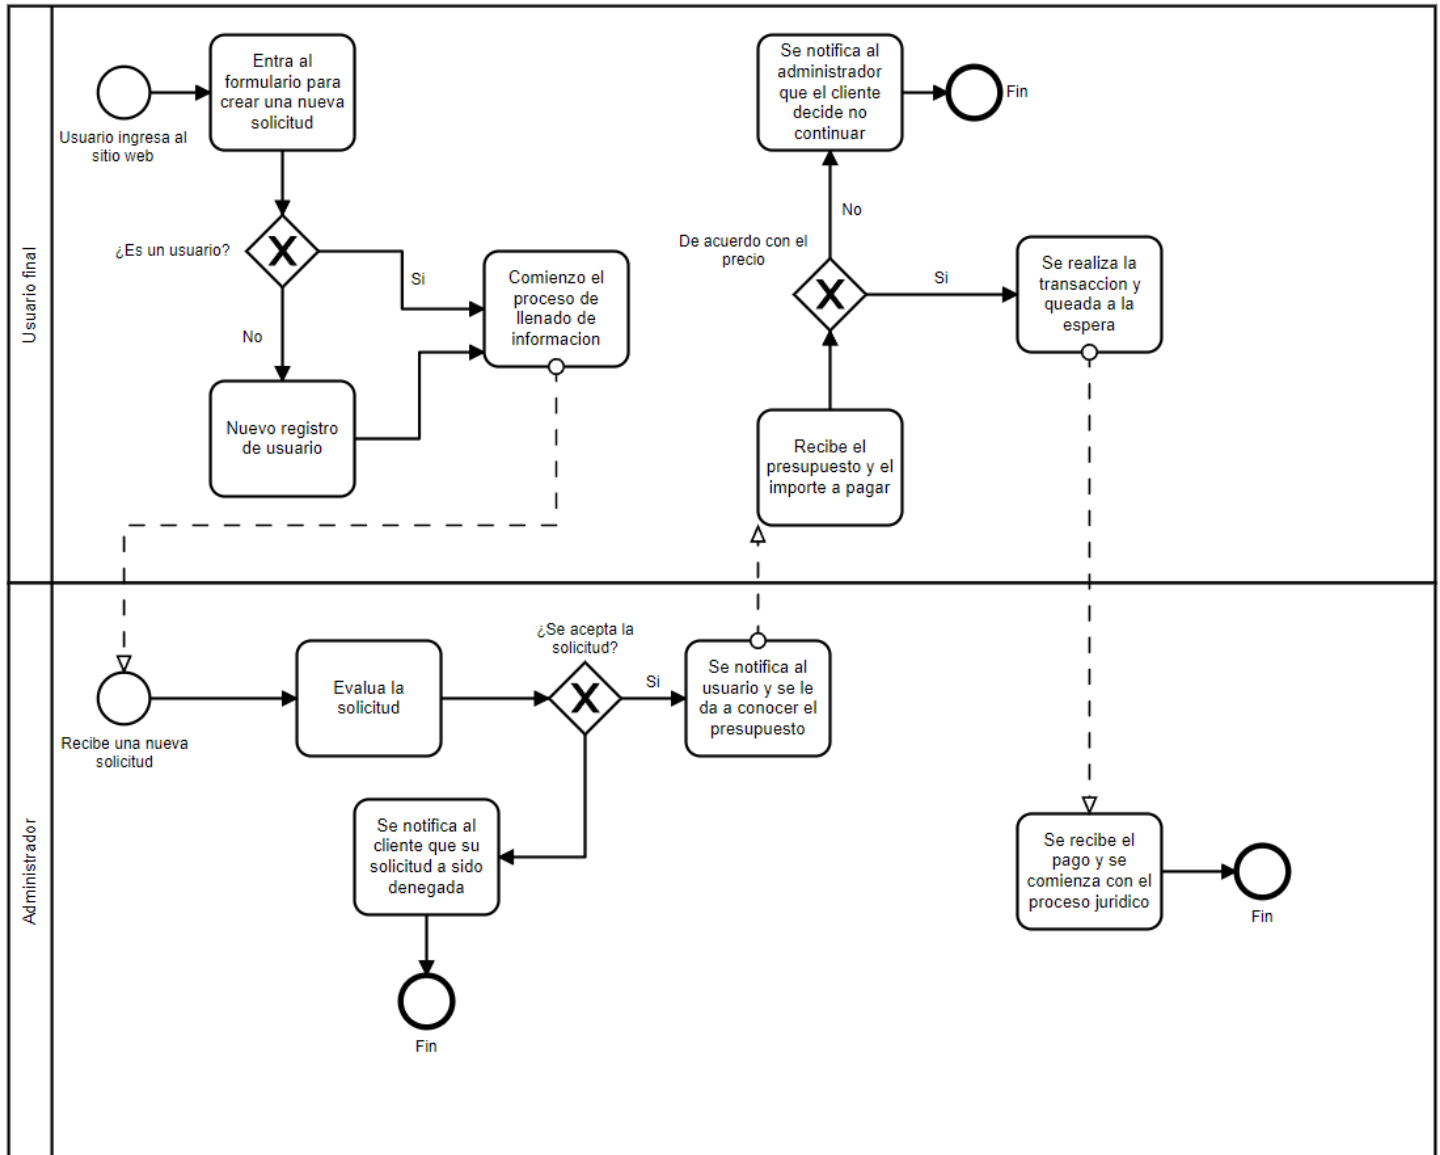 Usuario final
Usuario ingresa al
sitio web
Entra al
formulario para
crear una nueva
solicitud
¿Es un usuario?
Si
No
Nuevo registro
de usuario
Comienzo el
proceso de
llenado de
informacion
Se notifica al
administrador
que el cliente
decide no
continuar
Fin
No
De acuerdo con el
precio
Si
Se realiza la
transaccion y
queada a la
espera
Recibe el
presupuesto y el
importe a pagar
Administrador
Recibe una nueva
solicitud
Evalua la
solicitud
¿Se acepta la
solicitud?
Si
Se notifica al
usuario y se le
da a conocer el
presupuesto
Se notifica al
cliente que su
solicitud a sido
denegada
Fin
Se recibe el
pago y se
comienza con el
proceso juridico
Fin